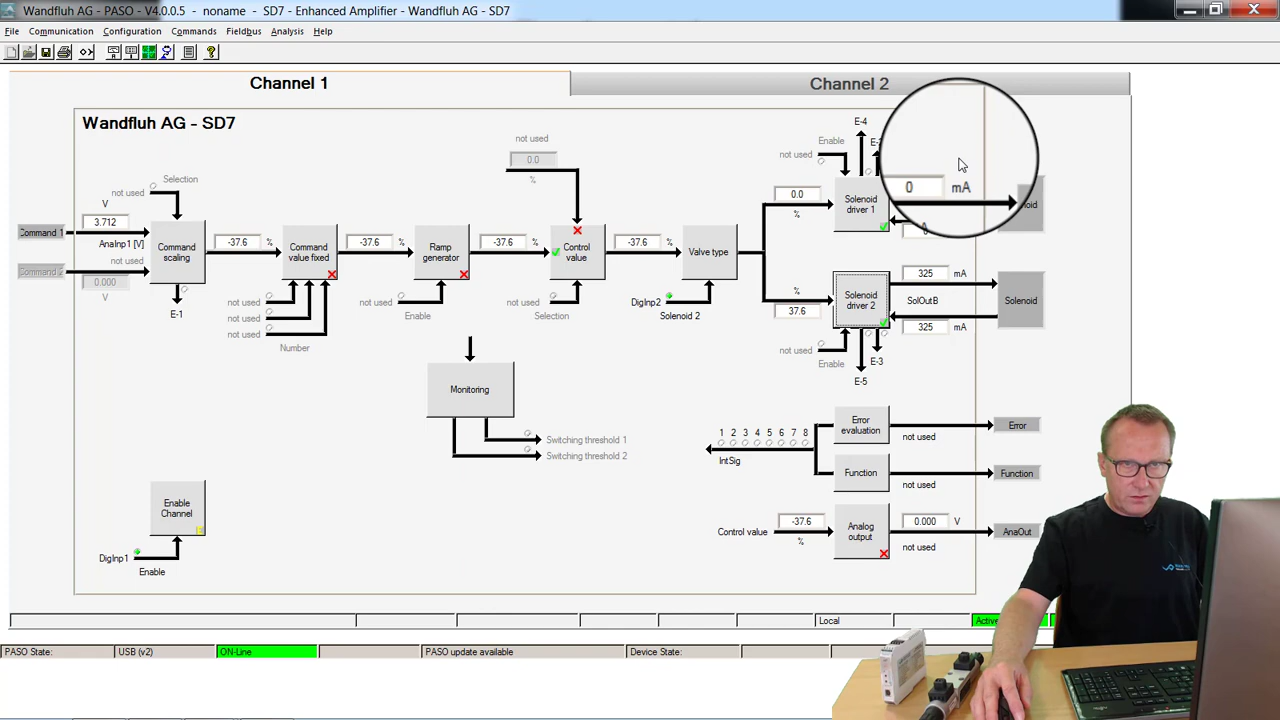 Wandfluh AG - PASO - V4.0.0.5 - noname - SD7 - Enhanced Amplifier - Wandfluh AG - SD7
File Communication Configuration Commands Fieldbus Analysis Help
Channel 1
Channel 2
Wandfluh AG - SD7
Selection
not used
Command 1
V
3.712
AnaInp1 [V]
not used
Command 2
0.000
V
Command scaling
E-1
-37.6 %
Command value fixed
not used
not used
not used
Number
-37.6 %
Ramp generator
not used
Enable
-37.6 %
not used
0.0
%
Control value
not used
Selection
-37.6 %
Valve type
DigInp2
Solenoid 2
0.0
%
Enable
not used
E-4
Solenoid driver 1
0 mA
%
37.6
Solenoid driver 2
325 mA
SolOutB
325 mA
Solenoid
not used
Enable
E-3
E-5
Monitoring
Switching threshold 1
Switching threshold 2
1 2 3 4 5 6 7 8
IntSig
Error evaluation
not used
Error
Function
not used
Function
Control value
-37.6
%
Analog output
0.000 V
not used
AnaOut
Enable Channel
DigInp1
Enable
Local
PASO State: USB (v2) ON-Line PASO update available Device State: